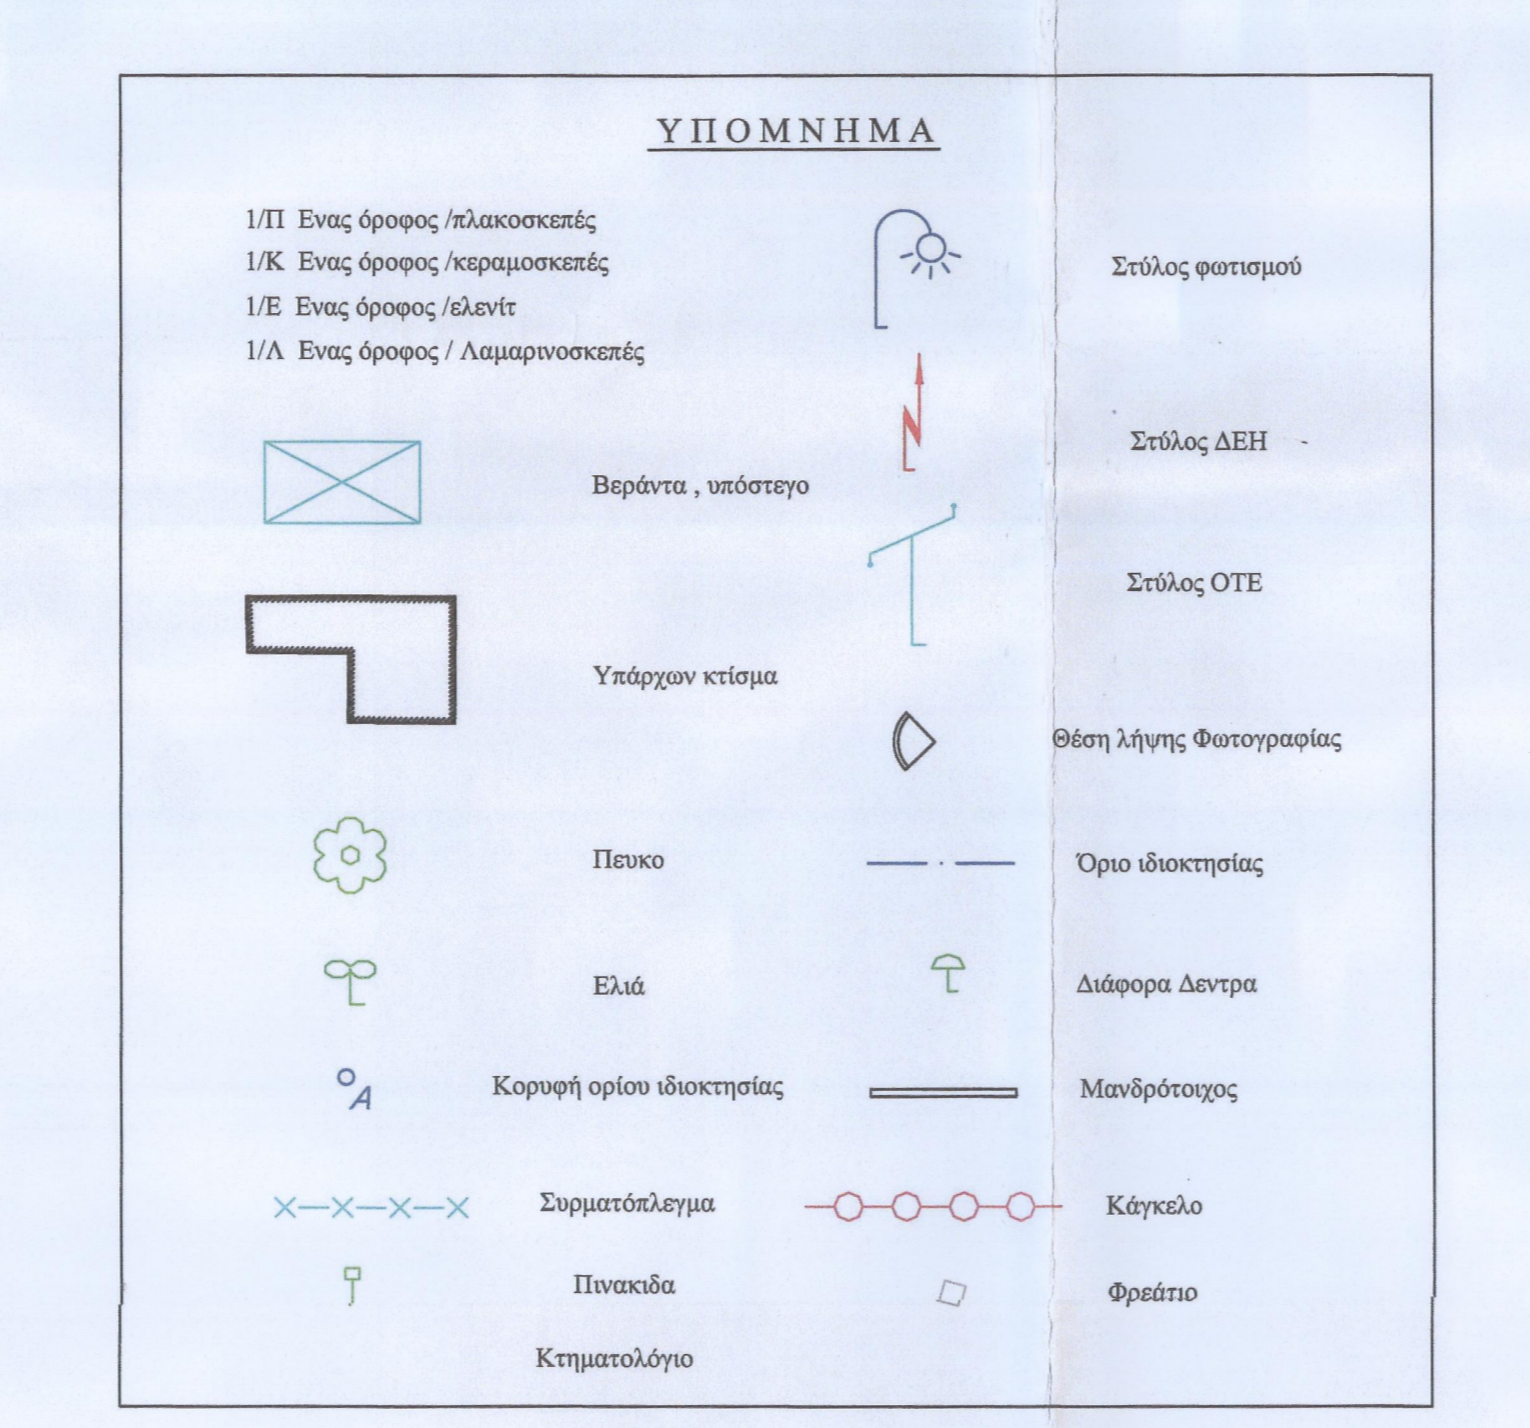 ΥΠΟΜΝΗΜΑ
1/Π Ενας όροφος /πλακοσκεπές
1/Κ Ενας όροφος /κεραμοσκεπές
1/Ε Ενας όροφος /ελενίτ
1/Λ Ενας όροφος / Λαμαρινοσκεπές
Βεράντα , υπόστεγο
Υπάρχων κτίσμα
Πευκο
Ελιά
A
Κορυφή ορίου ιδιοκτησίας
Συρματόπλεγμα
Πινακιδα
Κτηματολόγιο
Στύλος φωτισμού
Στύλος ΔΕΗ
Στύλος ΟΤΕ
Θέση λήψης Φωτογραφίας
Όριο ιδιοκτησίας
Διάφορα Δεντρα
Μανδρότοιχος
Κάγκελο
Φρεάτιο